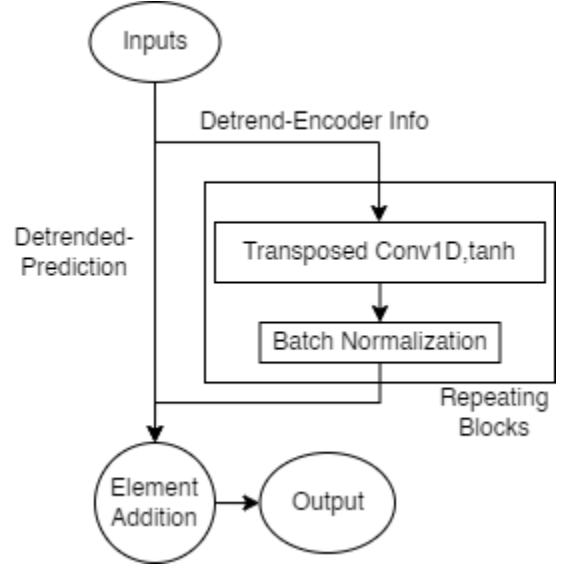 Inputs
Detrend-Encoder Info
Detrended-
Prediction
Transposed Conv1D,tanh
Batch Normalization
Repeating
Blocks
Element
Addition
Output